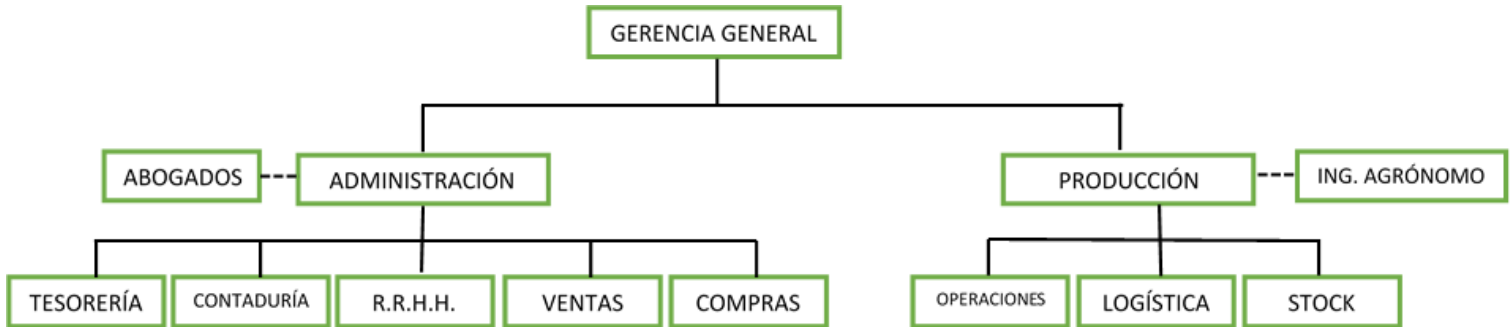 GERENCIA GENERAL
ABOGADOS
ADMINISTRACIÓN
PRODUCCIÓN
ING. AGRÓNOMO
TESORERÍA
CONTADURÍA
R.R.H.H.
VENTAS
COMPRAS
OPERACIONES
LOGÍSTICA
STOCK